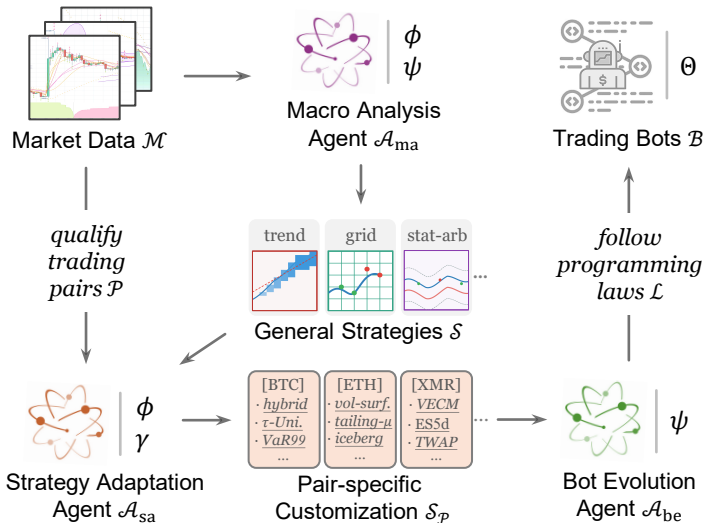 Market Data ℳ
ϕ
ψ
Macro Analysis
Agent 𝒜ma
Θ
Trading Bots ℬ
$
qualify
trading
pairs 𝒫
trend
grid
stat-arb
...
General Strategies 𝒮
follow
programming
laws ℒ
ϕ
γ
Strategy Adaptation
Agent 𝒜sa
[BTC]
· hybrid
· τ-Uni.
· VaR99
...
[ETH]
· vol-surf.
· tailing-μ
· iceberg
...
[XMR]
· VECM
· ES5d
· TWAP
...
...
Pair-specific
Customization 𝒮𝒫
ψ
Bot Evolution
Agent 𝒜be